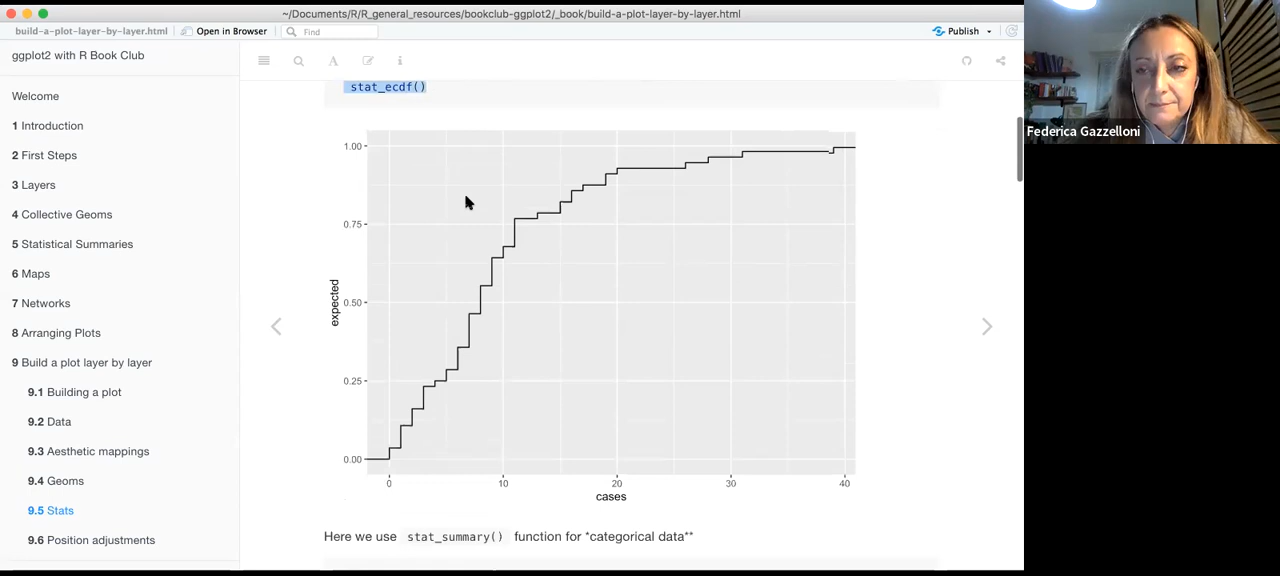 ~/Documents/R/R_general_resources/bookclub-ggplot2/_book/build-a-plot-layer-by-layer.html
build-a-plot-layer-by-layer.html Open in Browser Find Publish
ggplot2 with R Book Club
Welcome
1 Introduction
2 First Steps
3 Layers
4 Collective Geoms
5 Statistical Summaries
6 Maps
7 Networks
8 Arranging Plots
9 Build a plot layer by layer
9.1 Building a plot
9.2 Data
9.3 Aesthetic mappings
9.4 Geoms
9.5 Stats
9.6 Position adjustments
stat_ecdf()
1.00
0.75
0.50
0.25
0.00
expected
0 10 20 30 40
cases
Here we use stat_summary() function for *categorical data**
Federica Gazzelloni